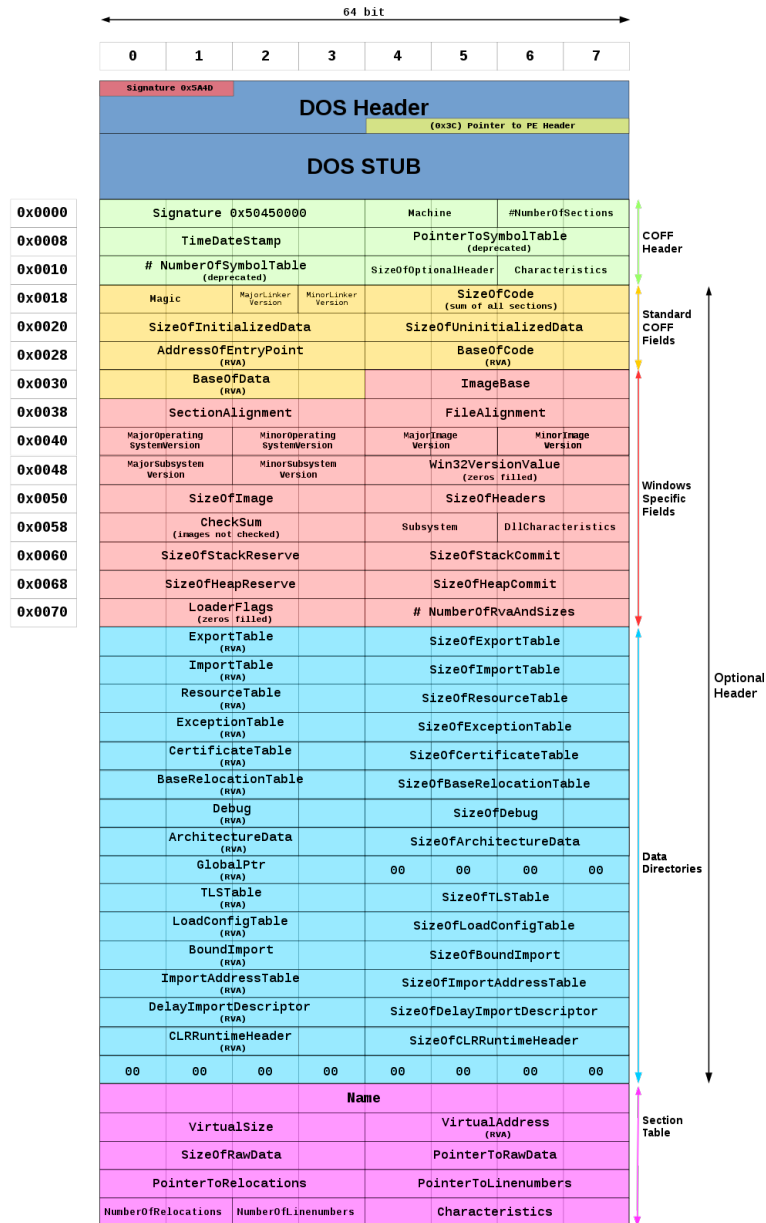 64 bit
0 1 2 3 4 5 6 7
Signature 0x5A4D
DOS Header
(0x3C) Pointer to PE Header
DOS STUB
0x0000 Signature 0x50450000 Machine #NumberOfSections
COFF
Header
0x0008 TimeDateStamp PointerToSymbolTable
(deprecated)
0x0010 # NumberOfSymbolTable SizeOfOptionalHeader Characteristics
(deprecated)
0x0018 Magic MajorLinker MinorLinker SizeOfCode
Version Version (sum of all sections)
Standard
COFF
Fields
0x0020 SizeOfInitializedData SizeOfUninitializedData
0x0028 AddressOfEntryPoint BaseOfCode
(RVA) (RVA)
0x0030 BaseOfData ImageBase
(RVA)
0x0038 SectionAlignment FileAlignment
0x0040 MajorOperating MinorOperating MajorImage MinorImage
SystemVersion SystemVersion Version Version
0x0048 MajorSubsystem MinorSubsystem Win32VersionValue
Version Version (zeros filled)
Windows
Specific
Fields
0x0050 SizeOfImage SizeOfHeaders
0x0058 CheckSum Subsystem DllCharacteristics
(images not checked)
0x0060 SizeOfStackReserve SizeOfStackCommit
0x0068 SizeOfHeapReserve SizeOfHeapCommit
0x0070 LoaderFlags # NumberOfRvaAndSizes
(zeros filled)
ExportTable SizeOfExportTable
(RVA)
ImportTable SizeOfImportTable
(RVA)
Optional
Header
ResourceTable SizeOfResourceTable
(RVA)
ExceptionTable SizeOfExceptionTable
(RVA)
CertificateTable SizeOfCertificateTable
(RVA)
BaseRelocationTable SizeOfBaseRelocationTable
(RVA)
Debug SizeOfDebug
(RVA)
ArchitectureData SizeOfArchitectureData
(RVA)
Data
Directories
GlobalPtr 00 00 00 00
(RVA)
TLSTable SizeOfTLSTable
(RVA)
LoadConfigTable SizeOfLoadConfigTable
(RVA)
BoundImport SizeOfBoundImport
(RVA)
ImportAddressTable SizeOfImportAddressTable
(RVA)
DelayImportDescriptor SizeOfDelayImportDescriptor
(RVA)
CLRRuntimeHeader SizeOfCLRRuntimeHeader
(RVA)
00 00 00 00 00 00 00 00
Name
Section
Table
VirtualSize VirtualAddress
(RVA)
SizeOfRawData PointerToRawData
PointerToRelocations PointerToLinenumbers
NumberOfRelocations NumberOfLinenumbers Characteristics